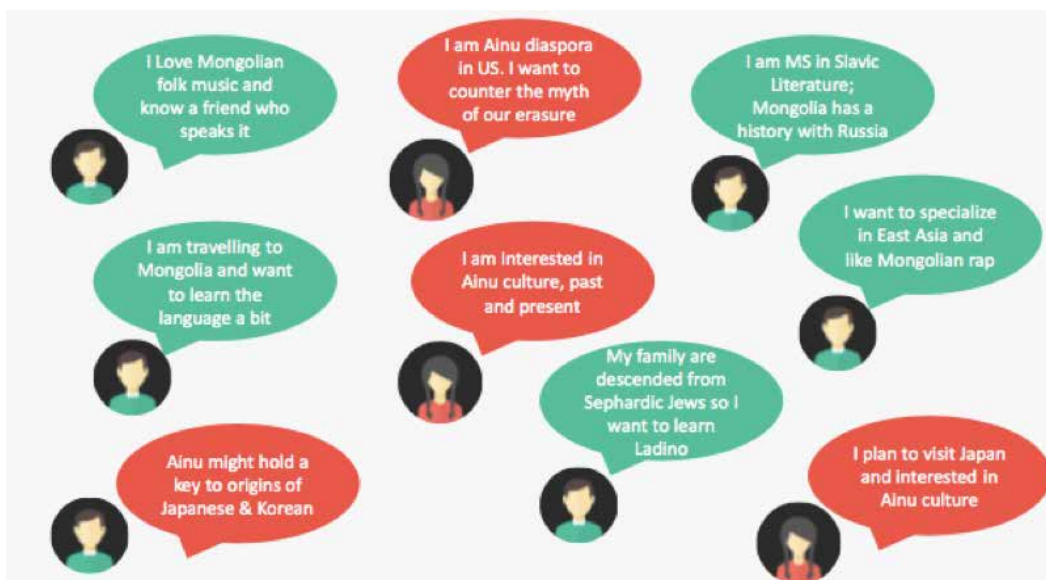 I Love Mongolian
folk music and
know a friend who
speaks it
I am Ainu diaspora
in US. I want to
counter the myth
of our erasure
I am MS in Slavic
Literature;
Mongolia has a
history with Russia
I want to specialize
in East Asia and
like Mongolian rap
I am travelling to
Mongolia and want
to learn the
language a bit
I am interested in
Ainu culture, past
and present
My family are
descended from
Sephardic Jews so I
want to learn
Ladino
Ainu might hold a
key to origins of
Japanese & Korean
I plan to visit Japan
and interested in
Ainu culture